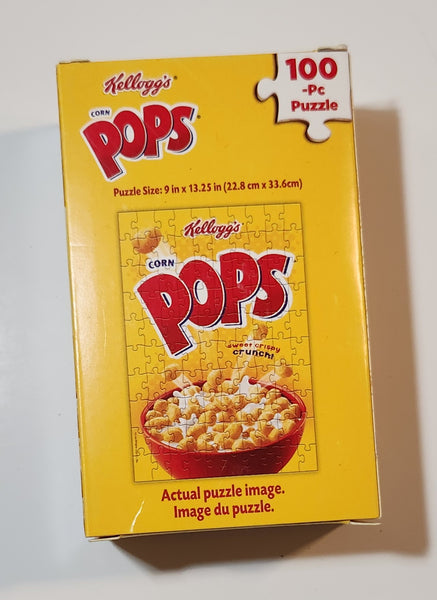 Kellogg's®
CORN
POPS®
100
-Pc
Puzzle
Puzzle Size: 9 in x 13.25 in (22.8 cm x 33.6cm)
Kellogg's
CORN
POPS
sweet crispy
crunch!
Actual puzzle image.
Image du puzzle.